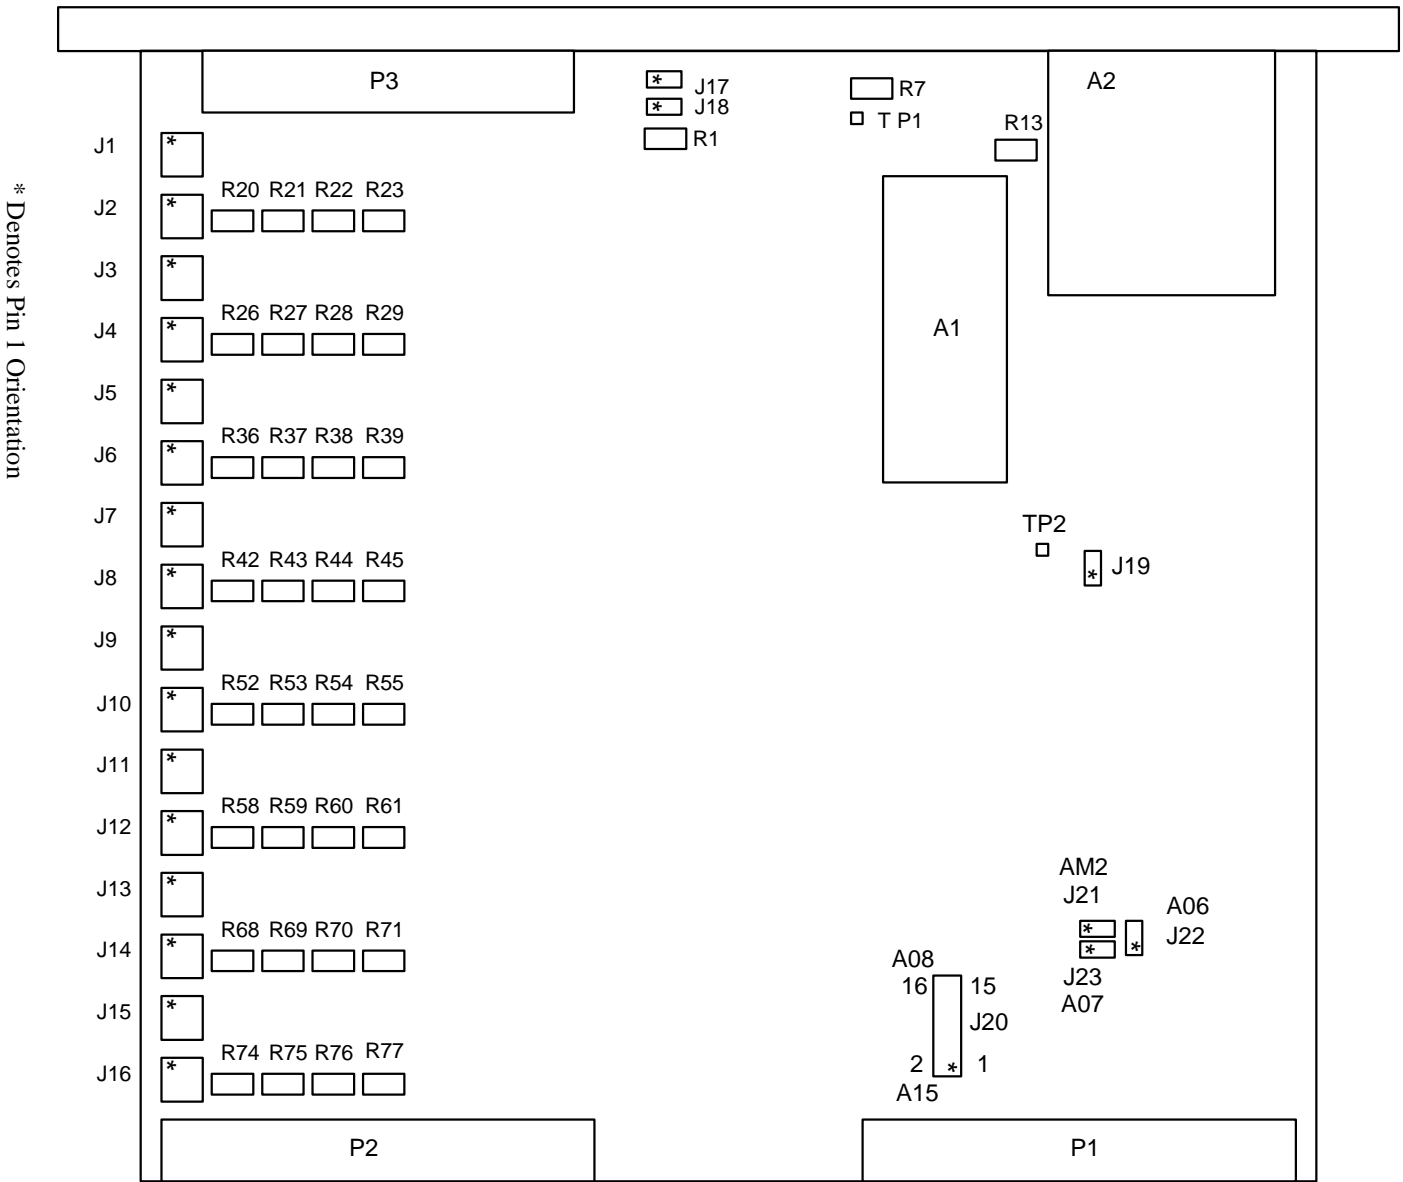 P3
J17
J18
R1
R7
T P1
R13
A2
J1
J2
R20 R21 R22 R23
J3
J4
R26 R27 R28 R29
A1
J5
J6
R36 R37 R38 R39
J7
TP2
J8
R42 R43 R44 R45
J19
J9
J10
R52 R53 R54 R55
J11
J12
R58 R59 R60 R61
J13
AM2
J21
A06
J22
J14
R68 R69 R70 R71
A08
16 15
J23
A07
J15
J20
J16
R74 R75 R76 R77
2 * 1
A15
P2
P1
* Denotes Pin 1 Orientation